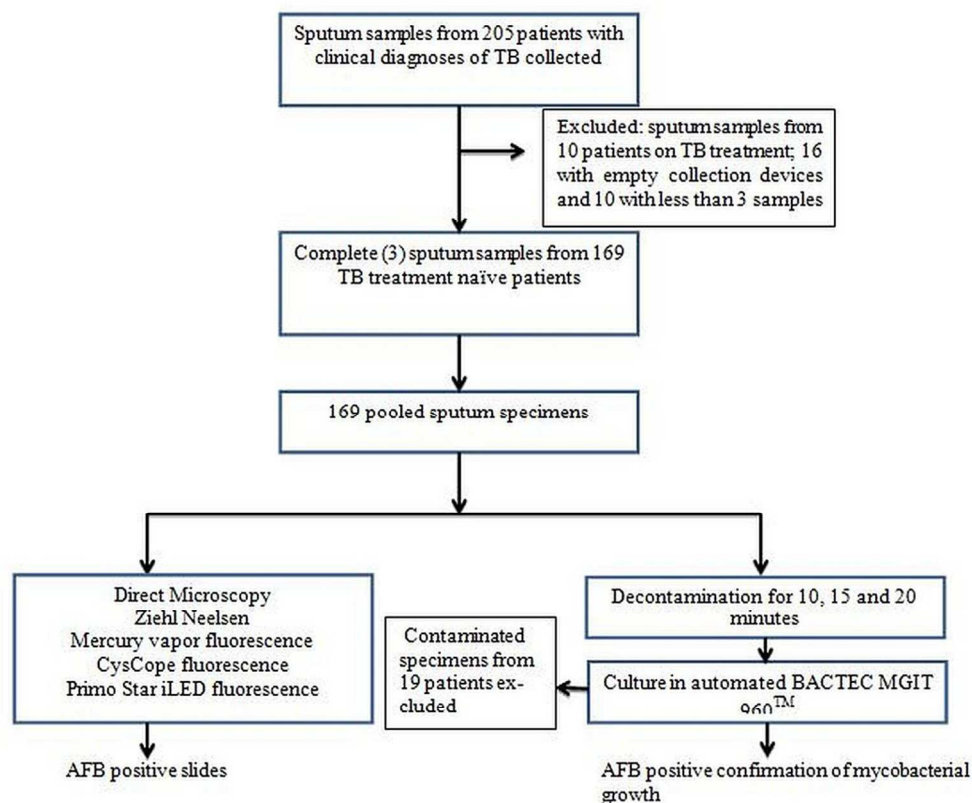 Sputum samples from 205 patients with
clinical diagnoses of TB collected
Excluded: sputum samples from
10 patients on TB treatment; 16
with empty collection devices
and 10 with less than 3 samples
Complete (3) sputum samples from 169
TB treatment naïve patients
169 pooled sputum specimens
Direct Microscopy
Ziehl Neelsen
Mercury vapor fluorescence
CysCope fluorescence
Primo Star iLED fluorescence
Decontamination for 10, 15 and 20
minutes
Contaminated
specimens from
19 patients ex-
cluded
Culture in automated BACTEC MGIT
960TM
AFB positive slides
AFB positive confirmation of mycobacterial
growth